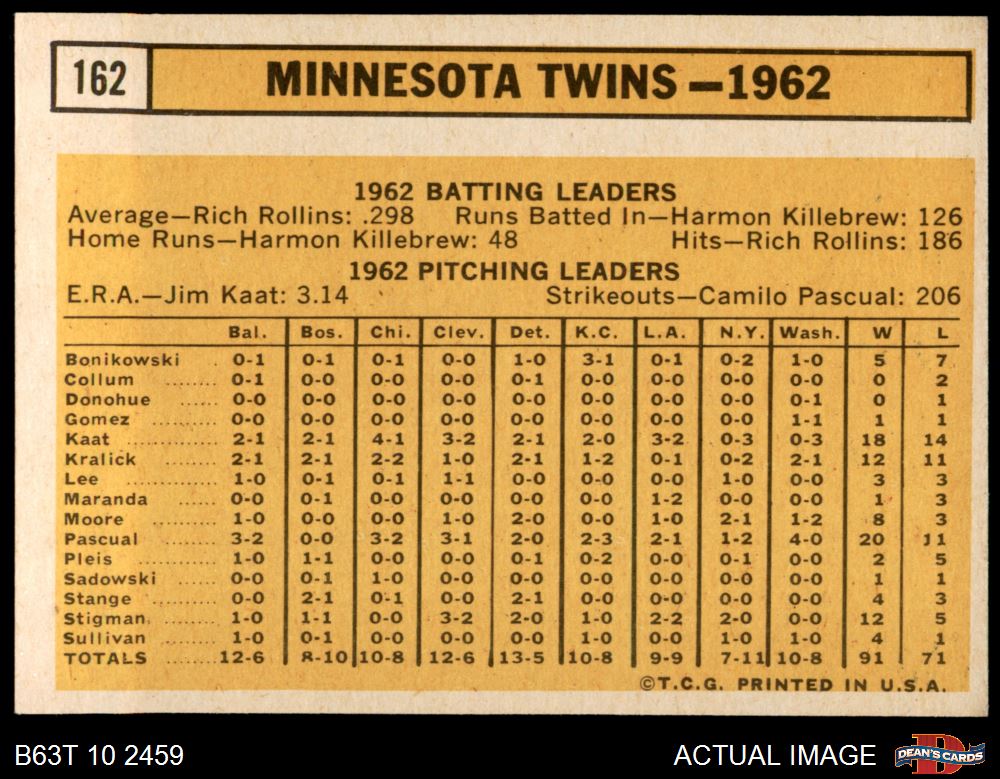 162 MINNESOTA TWINS—1962
1962 BATTING LEADERS
Average—Rich Rollins: .298 Runs Batted In—Harmon Killebrew: 126
Home Runs—Harmon Killebrew: 48 Hits—Rich Rollins: 186
1962 PITCHING LEADERS
E.R.A.—Jim Kaat: 3.14 Strikeouts—Camilo Pascual: 206
Bal. Bos. Chi. Clev. Det. K.C. L.A. N.Y. Wash. W L
Bonikowski . 0-1 0-1 0-1 0-0 1-0 3-1 0-1 0-2 1-0 5 7
Collum ........ 0-1 0-0 0-0 0-0 0-1 0-0 0-0 0-0 0-0 0 2
Donohue ...... 0-0 0-0 0-0 0-0 0-0 0-0 0-0 0-0 0-1 0 1
Gomez ......... 0-0 0-0 0-0 0-0 0-0 0-0 0-0 0-0 1-1 1 1
Kaat ............. 2-1 2-1 4-1 3-2 2-1 2-0 3-2 0-3 0-3 18 14
Kralick ........ 2-1 2-1 2-2 1-0 2-1 1-2 0-1 0-2 2-1 12 11
Lee ............. 1-0 0-1 0-1 1-1 0-0 0-0 0-0 1-0 0-0 3 3
Maranda ...... 0-0 0-1 0-0 0-0 0-0 0-0 1-2 0-0 0-0 1 3
Moore .......... 1-0 0-0 0-0 1-0 2-0 0-0 1-0 2-1 1-2 8 3
Pascual ........ 3-2 0-0 3-2 3-1 2-0 2-3 2-1 1-2 4-0 20 11
Pleis ............ 1-0 1-1 0-0 0-0 0-1 0-2 0-0 0-1 0-0 2 5
Sadowski ...... 0-0 0-1 1-0 0-0 0-0 0-0 0-0 0-0 0-0 1 1
Stange ......... 0-0 2-1 0-1 0-0 2-1 0-0 0-0 0-0 0-0 4 3
Stigman ........ 1-0 1-1 0-0 3-2 2-0 1-0 2-2 2-0 0-0 12 5
Sullivan ........ 1-0 0-1 0-0 0-0 0-0 1-0 0-0 1-0 1-0 4 1
TOTALS ....... 12-6 8-10 10-8 12-6 13-5 10-8 9-9 7-11 10-8 91 71
©T.C.G. PRINTED IN U.S.A.
B63T 10 2459 ACTUAL IMAGE DEAN'S CARDS